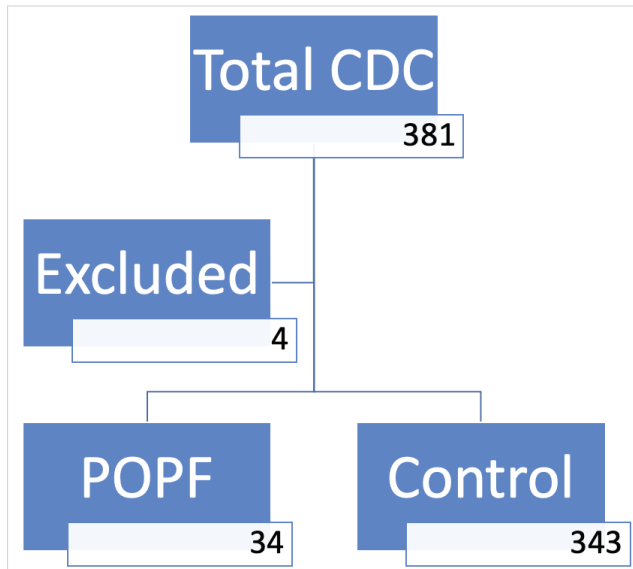 Total CDC
381
Excluded
4
POPF
34
Control
343